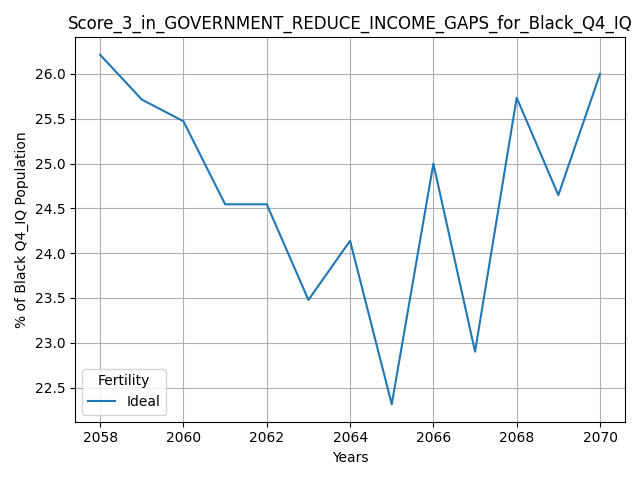 Score_3_in_GOVERNMENT_REDUCE_INCOME_GAPS_for_Black_Q4_IQ
26.0
25.5
25.0
24.5
24.0
23.5
23.0
22.5
% of Black Q4_IQ Population
Fertility
Ideal
2058 2060 2062 2064 2066 2068 2070
Years